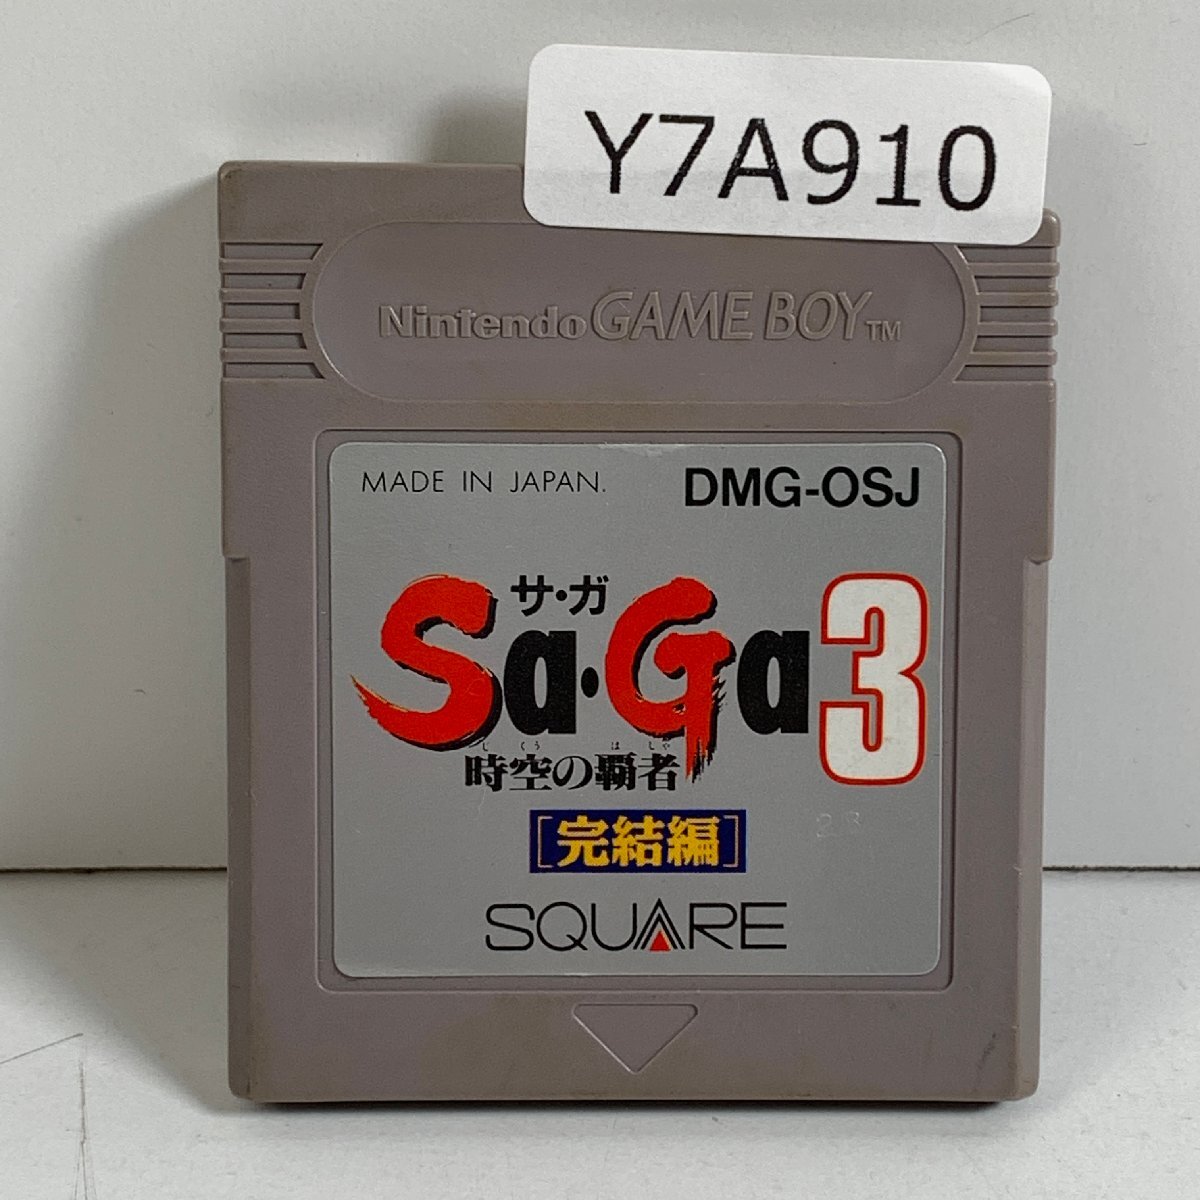 Y7A910
Nintendo GAME BOY TM
MADE IN JAPAN.
DMG-OSJ
サ・ガ
Sa・Ga3
じくう はしゃ
時空の覇者
[完結編]
SQUARE